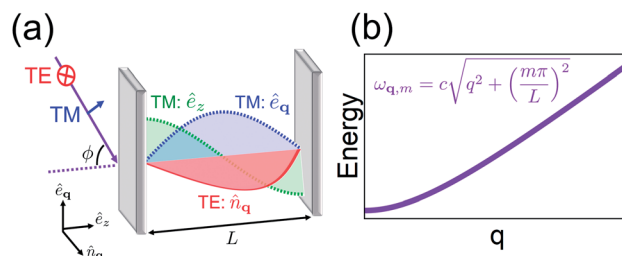 (a)
TE
TM
ϕ
TM: ê_z
TM: ê_q
TE: n̂_q
L
ê_q
ê_z
n̂_q
(b)
ω_{q,m} = c√(q² + (mπ/L)²)
Energy
q